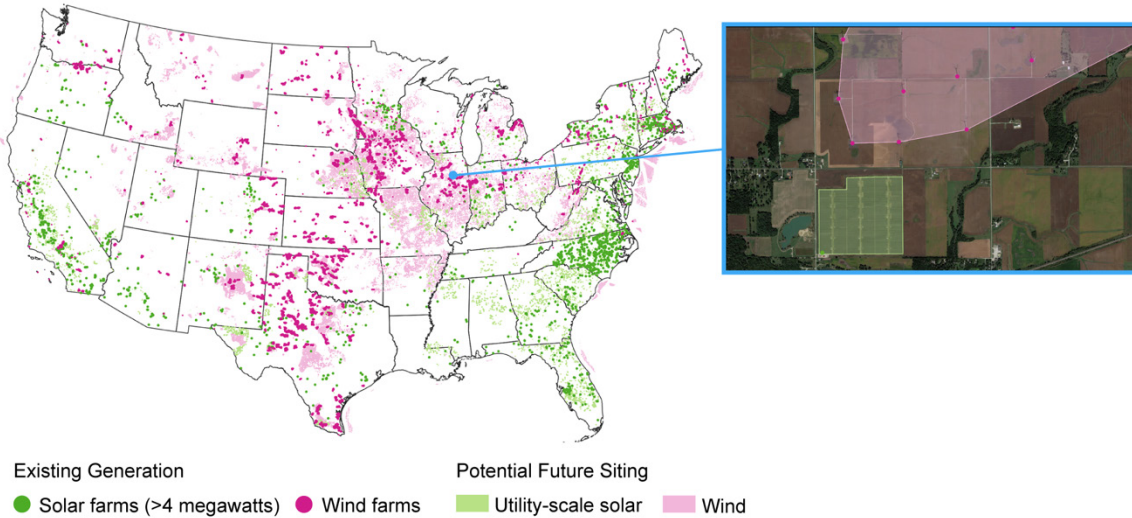 Existing Generation
Solar farms (>4 megawatts)
Wind farms
Potential Future Siting
Utility-scale solar
Wind